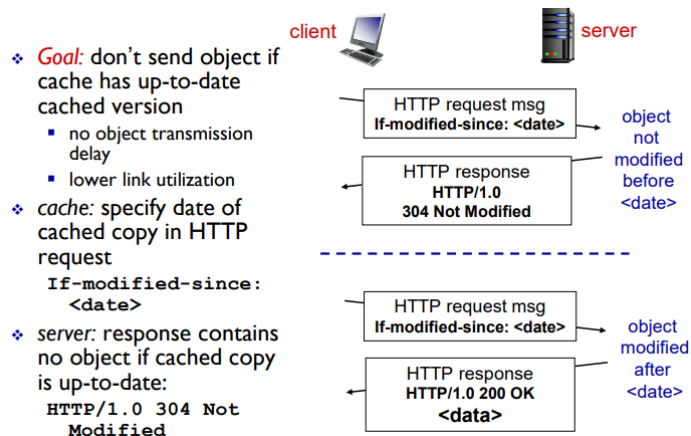 ❖ Goal: don't send object if
cache has up-to-date
cached version
▪ no object transmission
delay
▪ lower link utilization
❖ cache: specify date of
cached copy in HTTP
request
If-modified-since:
<date>
❖ server: response contains
no object if cached copy
is up-to-date:
HTTP/1.0 304 Not
Modified
client
server
HTTP request msg
If-modified-since: <date>
object
not
modified
before
<date>
HTTP response
HTTP/1.0
304 Not Modified
HTTP request msg
If-modified-since: <date>
object
modified
after
<date>
HTTP response
HTTP/1.0 200 OK
<data>